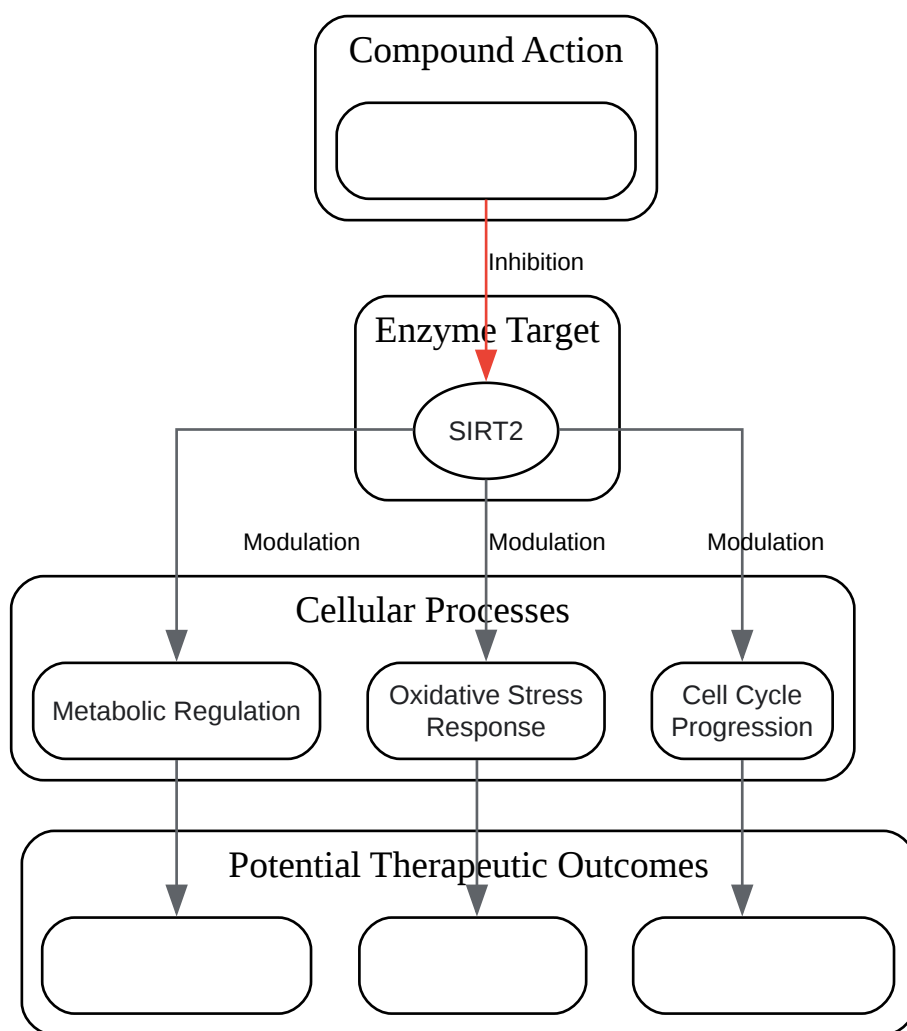 Compound Action
Inhibition
Enzyme Target
SIRT2
Modulation
Modulation
Modulation
Cellular Processes
Metabolic Regulation
Oxidative Stress
Response
Cell Cycle
Progression
Potential Therapeutic Outcomes